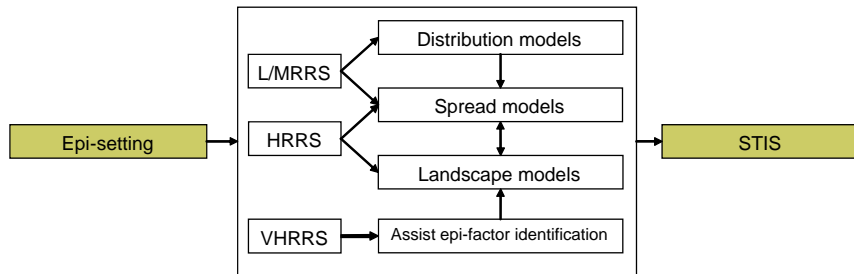 Distribution models
L/MRRS
Spread models
Epi-setting
HRRS
STIS
Landscape models
VHRRS
Assist epi-factor identification